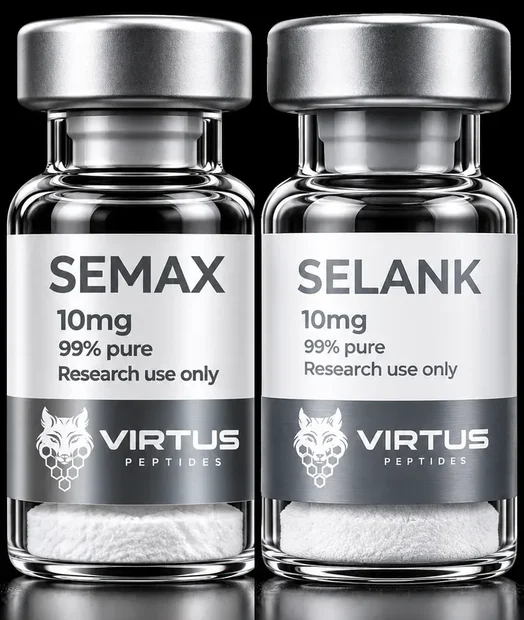 SEMAX
10mg
99% pure
Research use only
VIRTUS
PEPTIDES
SELANK
10mg
99% pure
Research use only
VIRTUS
PEPTIDES